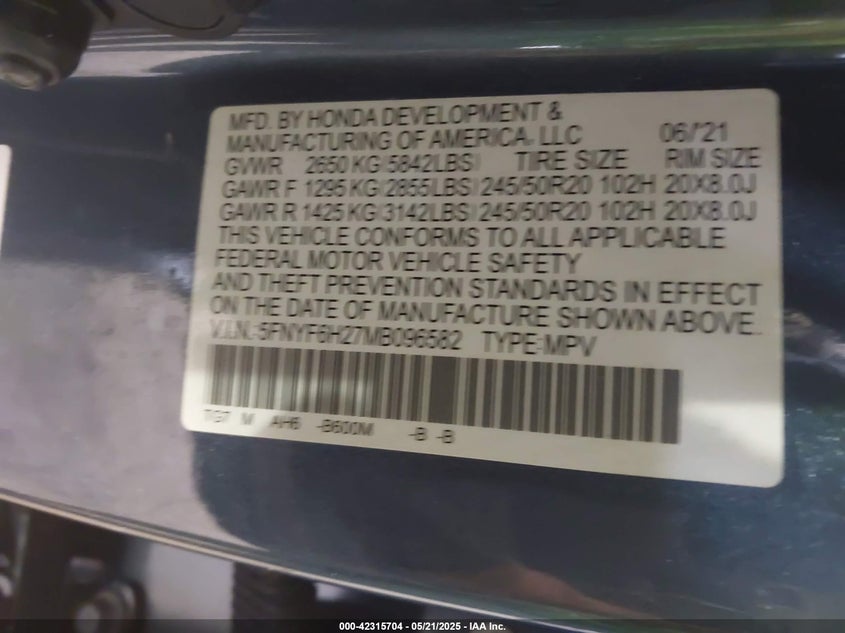 MFD. BY HONDA DEVELOPMENT &
MANUFACTURING OF AMERICA, LLC 06/'21
GVWR 2650 KG(5842LBS) TIRE SIZE RIM SIZE
GAWR F 1295 KG(2855LBS) 245/50R20 102H 20X8.0J
GAWR R 1425 KG(3142LBS) 245/50R20 102H 20X8.0J
THIS VEHICLE CONFORMS TO ALL APPLICABLE
FEDERAL MOTOR VEHICLE SAFETY
AND THEFT PREVENTION STANDARDS IN EFFECT
ON THE DATE OF MANUFACTURE SHOWN ABOVE.
V.I.N.:5FNYF6H27MB096582 TYPE:MPV
TG7 M AH6 -B600M -B -B
000-42315704 - 05/21/2025 - IAA Inc.